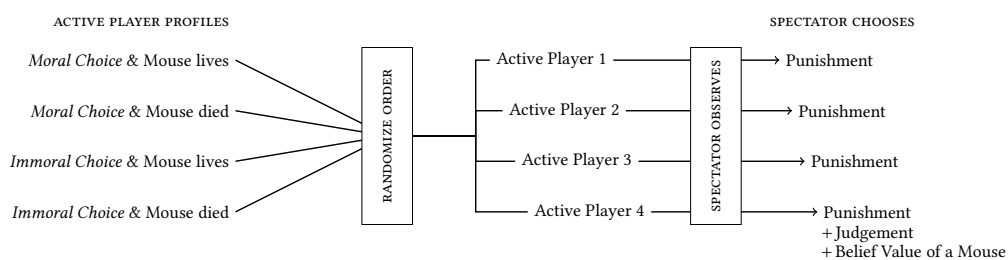 ACTIVE PLAYER PROFILES
SPECTATOR CHOOSES
Moral Choice & Mouse lives
Moral Choice & Mouse died
Immoral Choice & Mouse lives
Immoral Choice & Mouse died
RANDOMIZE ORDER
Active Player 1
Active Player 2
Active Player 3
Active Player 4
SPECTATOR OBSERVES
Punishment
Punishment
Punishment
Punishment
+Judgement
+Belief Value of a Mouse